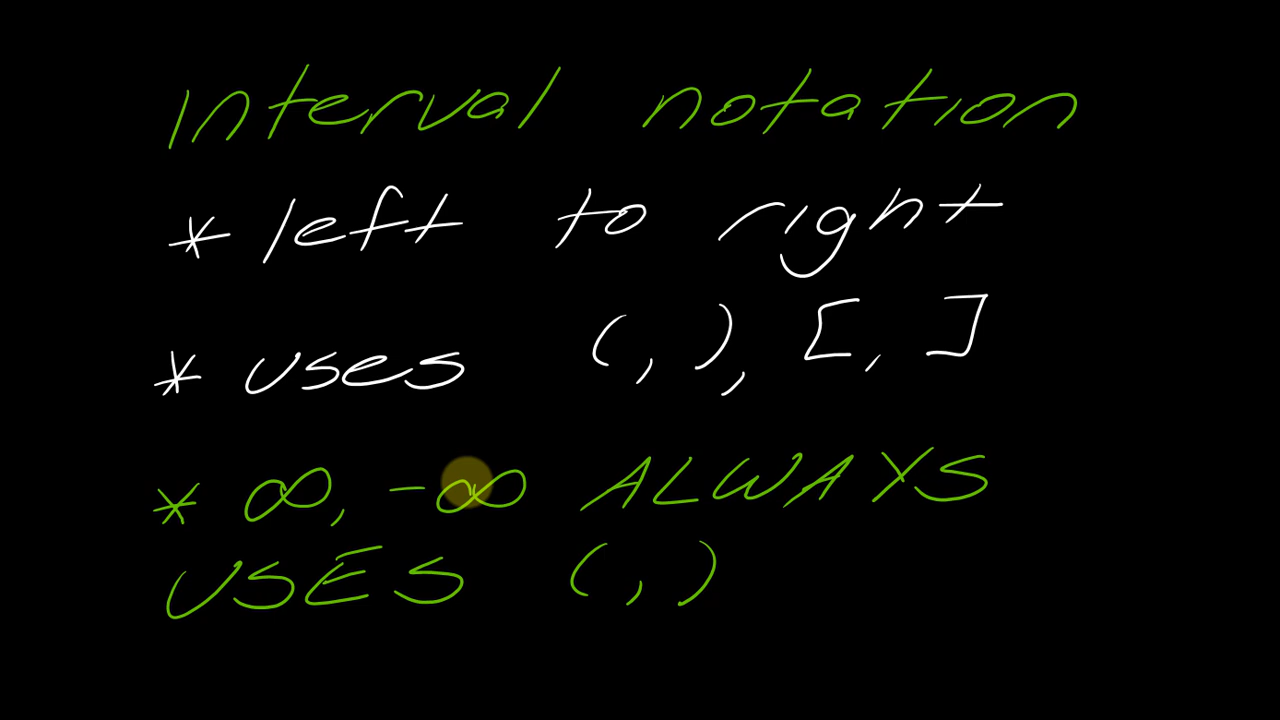 Interval notation
* left to right
* uses (, ), [, ]
* ∞, -∞ ALWAYS
USES (, )